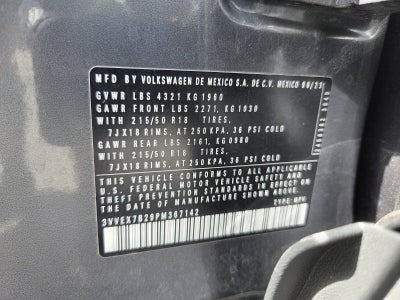 MFD. BY VOLKSWAGEN DE MEXICO S.A. DE C.V. MEXICO 06/23
GVWR LBS 4321 KG 1960
GAWR FRONT LBS 2271, KG 1030
WITH 215/50 R18 TIRES,
7JX18 RIMS, AT 250 KPA, 36 PSI COLD
GAWR REAR LBS 2161, KG 980
WITH 215/50 R18 TIRES,
7JX18 RIMS, AT 250 KPA, 36 PSI COLD
THIS VEHICLE CONFORMS TO ALL APPLICABLE
U.S. FEDERAL MOTOR VEHICLE SAFETY AND
THEFT PREVENTION STANDARDS IN EFFECT ON THE
DATE OF MANUFACTURE SHOWN ABOVE.
3VVEX7B29PM367142 TYPE: MPV